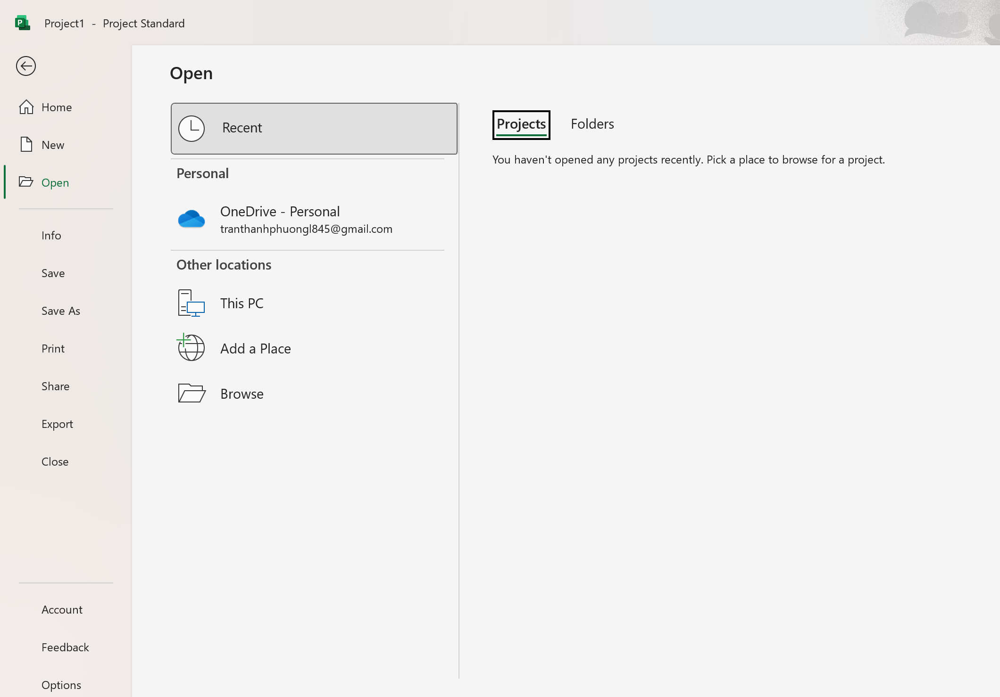 Project1 - Project Standard
Home
New
Open
Info
Save
Save As
Print
Share
Export
Close
Account
Feedback
Options
Open
Recent
Personal
OneDrive - Personal
tranthanhphuongl845@gmail.com
Other locations
This PC
Add a Place
Browse
Projects Folders
You haven't opened any projects recently. Pick a place to browse for a project.